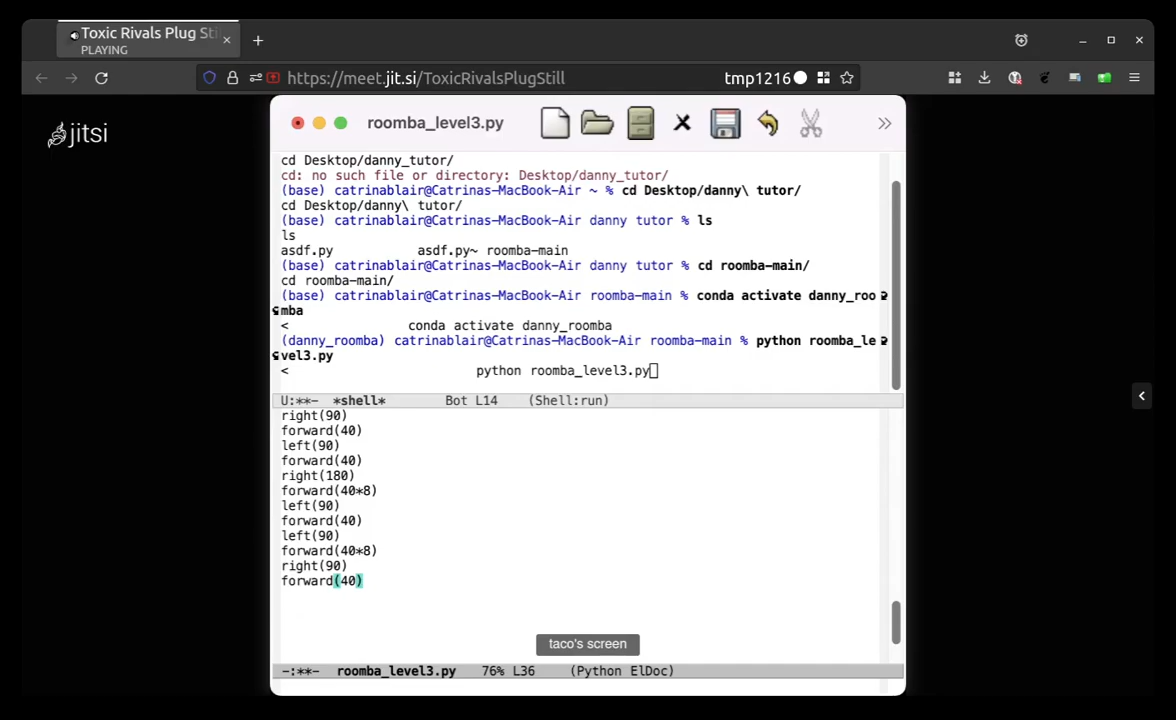 Toxic Rivals Plug Sti
PLAYING
https://meet.jit.si/ToxicRivalsPlugStill
tmp1216
jitsi
roomba_level3.py
cd Desktop/danny_tutor/
cd: no such file or directory: Desktop/danny_tutor/
(base) catrinablair@Catrinas-MacBook-Air ~ % cd Desktop/danny\ tutor/
cd Desktop/danny\ tutor/
(base) catrinablair@Catrinas-MacBook-Air danny tutor % ls
ls
asdf.py asdf.py~ roomba-main
(base) catrinablair@Catrinas-MacBook-Air danny tutor % cd roomba-main/
cd roomba-main/
(base) catrinablair@Catrinas-MacBook-Air roomba-main % conda activate danny_roo
mba
< conda activate danny_roomba
(danny_roomba) catrinablair@Catrinas-MacBook-Air roomba-main % python roomba_le
vel3.py
< python roomba_level3.py
U:**- *shell* Bot L14 (Shell:run)
right(90)
forward(40)
left(90)
forward(40)
right(180)
forward(40*8)
left(90)
forward(40)
left(90)
forward(40*8)
right(90)
forward(40)
taco's screen
-:**- roomba_level3.py 76% L36 (Python ElDoc)